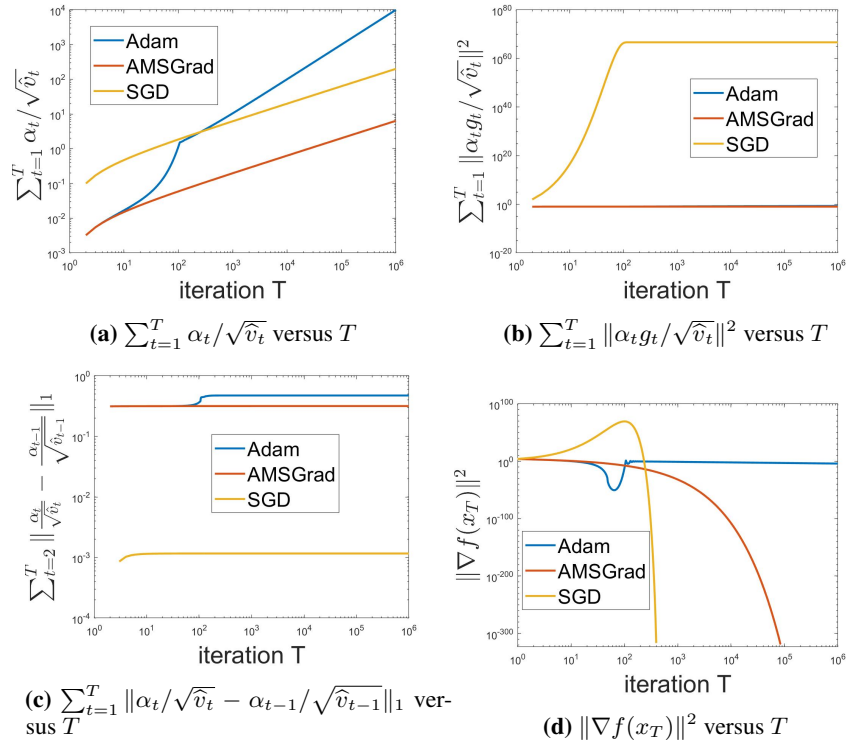 10^4
10^3
10^2
10^1
10^0
10^-1
10^-2
10^-3
∑_{t=1}^{T} α_t/√v̂_t
Adam
AMSGrad
SGD
10^0 10^1 10^2 10^3 10^4 10^5 10^6
iteration T
(a) ∑_{t=1}^{T} α_t/√v̂_t versus T
10^80
10^60
10^40
10^20
10^0
10^-20
∑_{t=1}^{T} ‖α_t g_t/√v̂_t‖^2
Adam
AMSGrad
SGD
10^0 10^1 10^2 10^3 10^4 10^5 10^6
iteration T
(b) ∑_{t=1}^{T} ‖α_t g_t/√v̂_t‖^2 versus T
10^0
10^-1
10^-2
10^-3
10^-4
∑_{t=2}^{T} ‖α_t/√v̂_t − α_{t−1}/√v̂_{t−1}‖_1
Adam
AMSGrad
SGD
10^0 10^1 10^2 10^3 10^4 10^5 10^6
iteration T
(c) ∑_{t=1}^{T} ‖α_t/√v̂_t − α_{t−1}/√v̂_{t−1}‖_1 ver-
sus T
10^100
10^0
10^-100
10^-200
10^-300
‖∇f(x_T)‖^2
Adam
AMSGrad
SGD
10^0 10^1 10^2 10^3 10^4 10^5 10^6
iteration T
(d) ‖∇f(x_T)‖^2 versus T